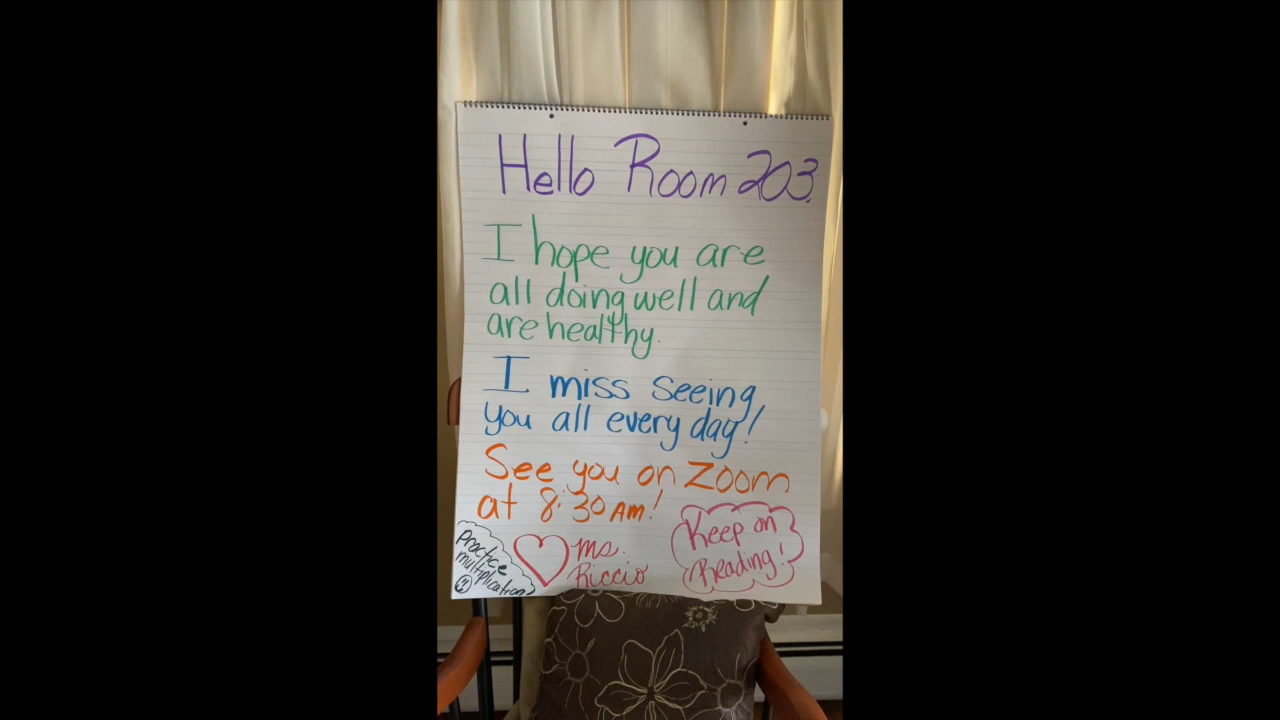 Hello Room 203.
I hope you are
all doing well and
are healthy.
I miss seeing
you all every day!
See you on Zoom
at 8:30 AM!
Practice
multiplication
Ms.
Riccio
Keep on
Reading!